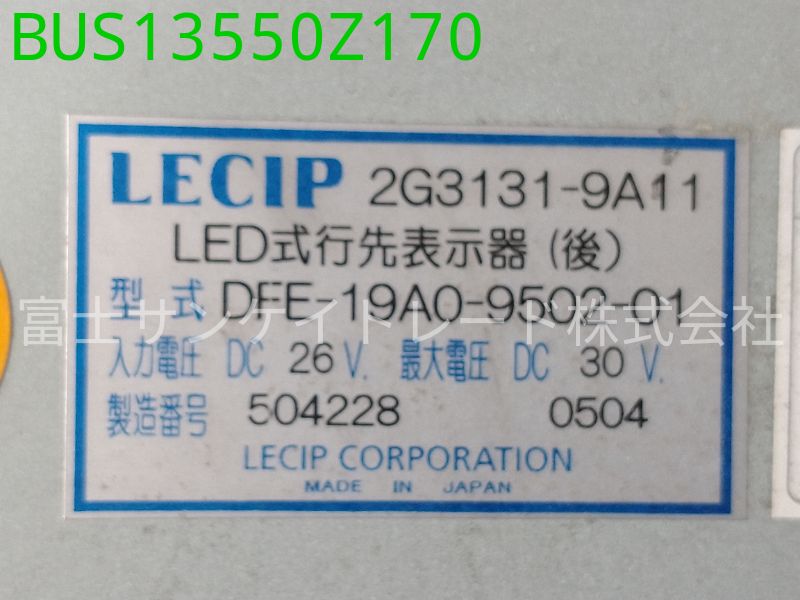 BUS13550Z170
LECIP 2G3131-9A11
LED式行先表示器(後)
型式 DFE-19A0-9502-01
富士サンケイトレード株式会社
入力電圧 DC 26 V. 最大電圧 DC 30 V.
製造番号 504228 0504
LECIP CORPORATION
MADE IN JAPAN